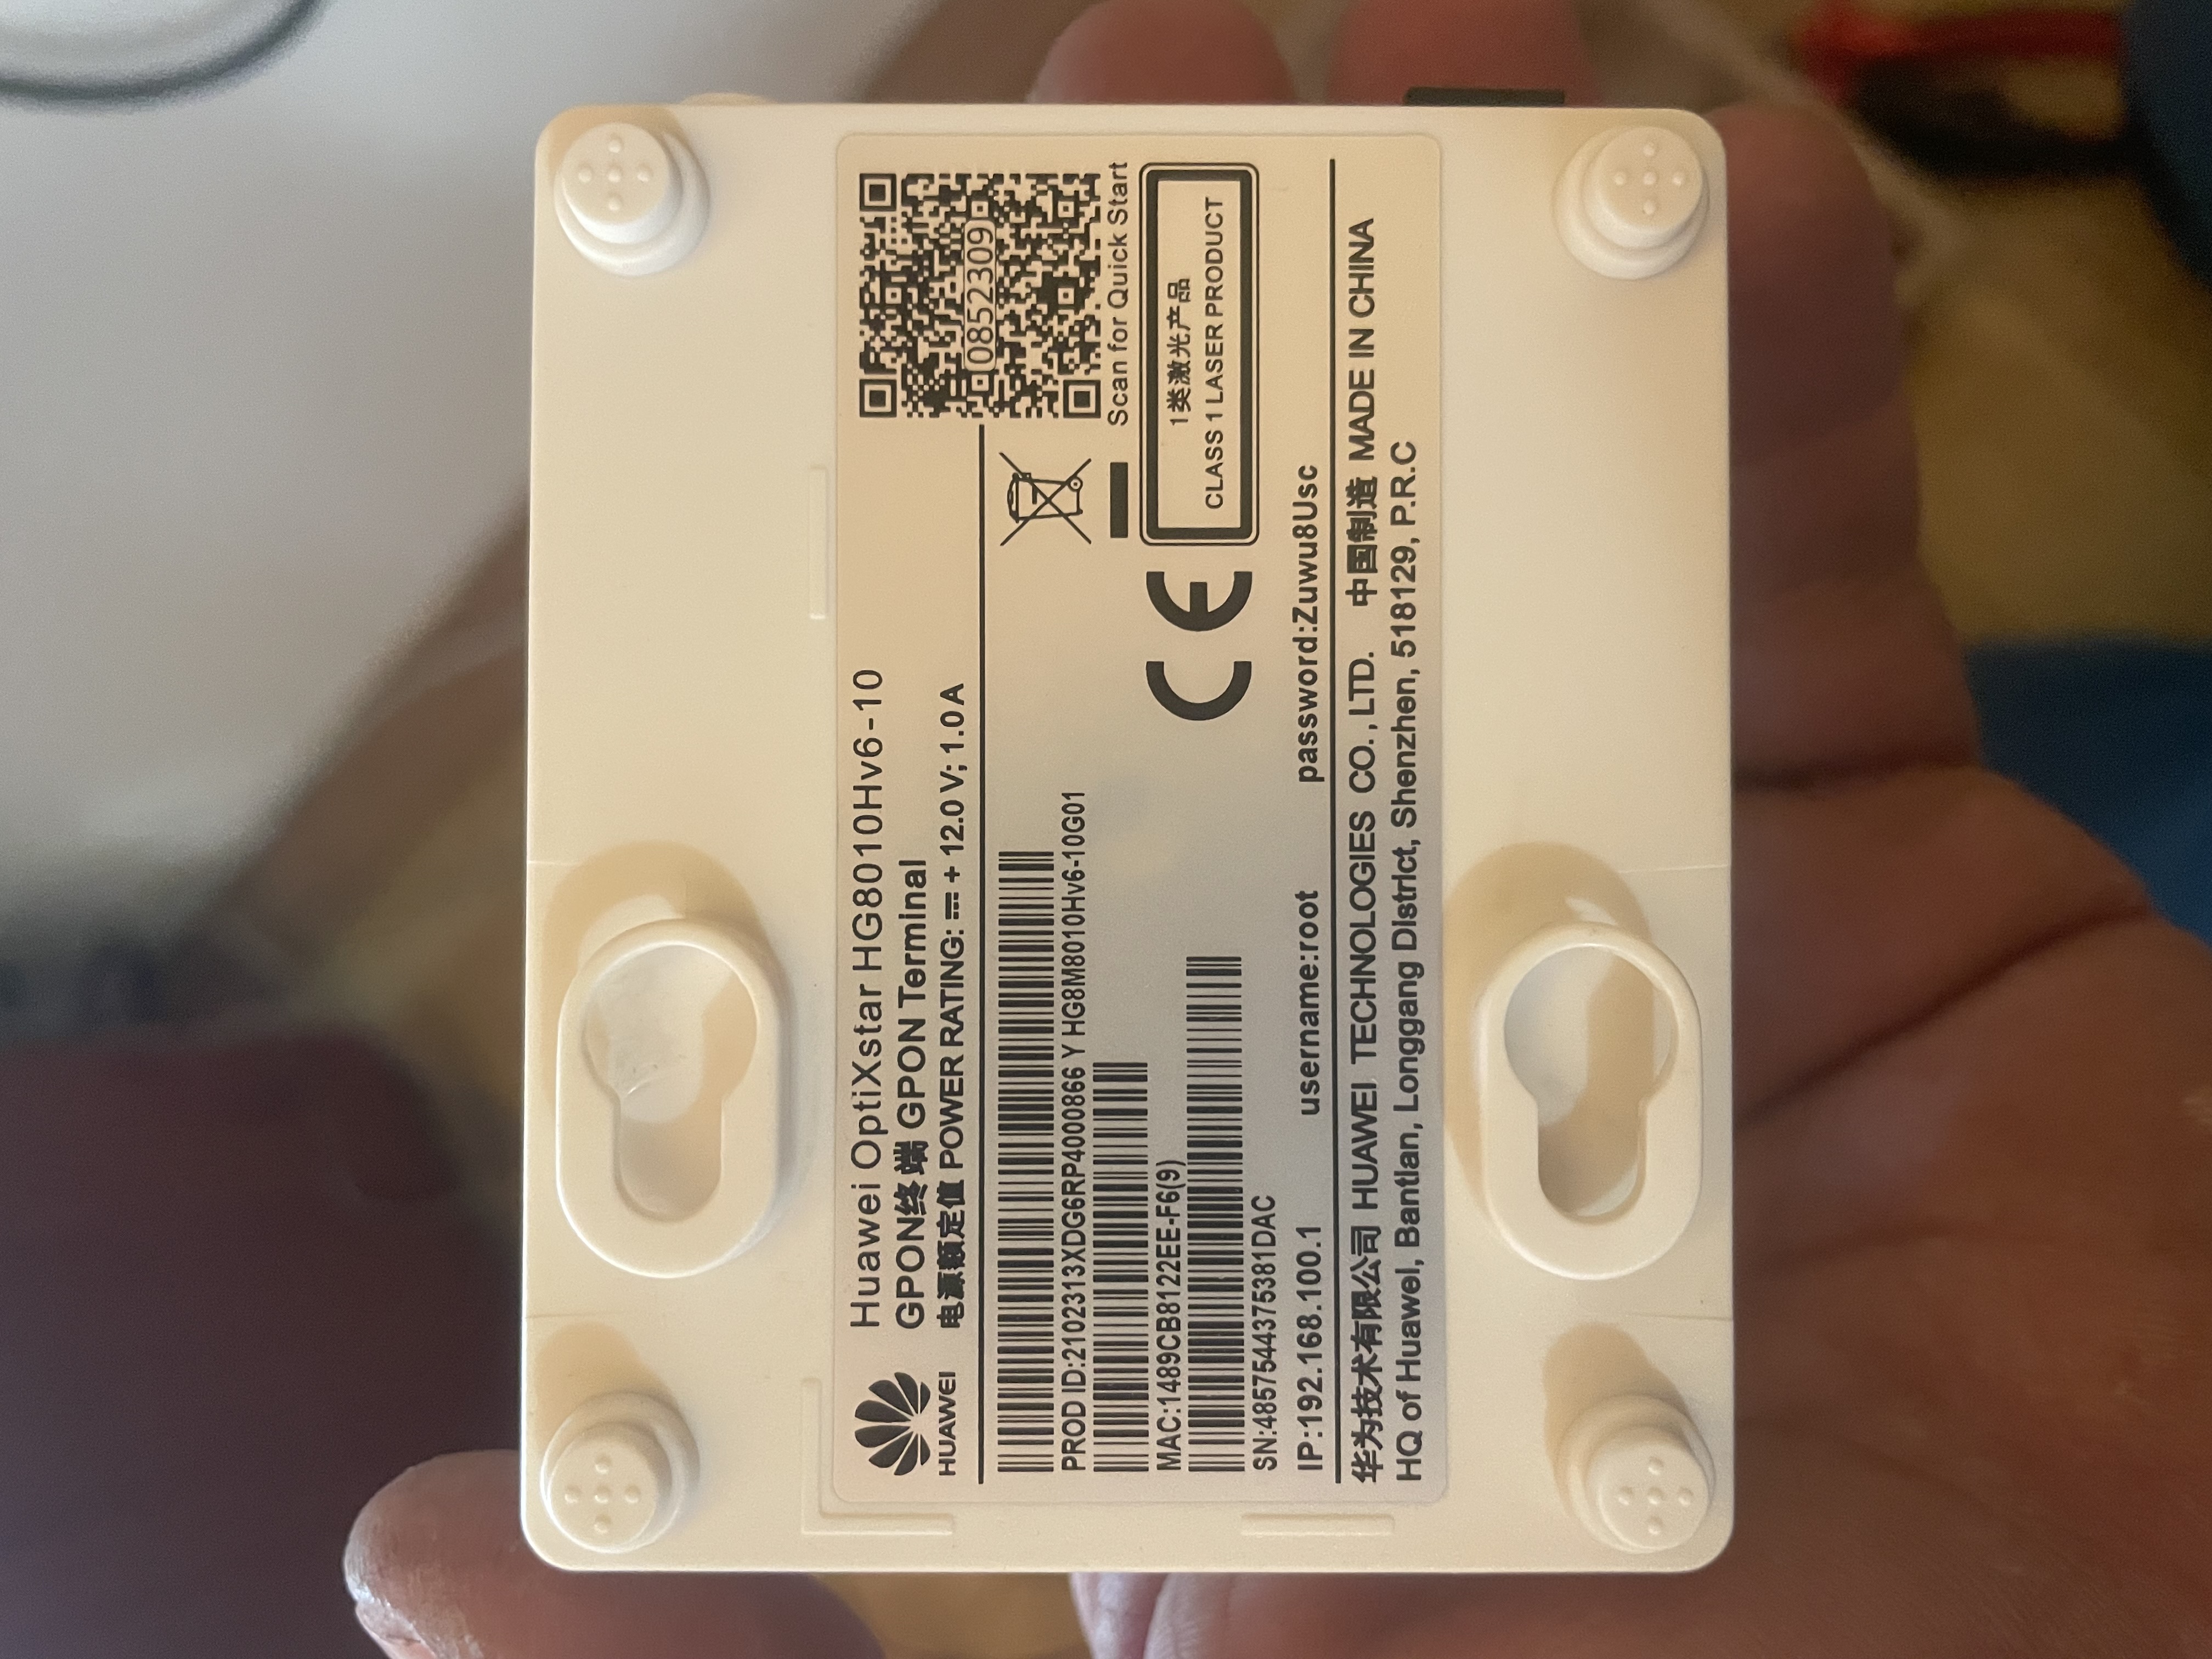 HUAWEI
Huawei OptiXstar HG8010Hv6-10
GPON终端 GPON Terminal
电源额定值 POWER RATING: ⎓ + 12.0 V; 1.0 A
0852309
Scan for Quick Start
PROD ID:2102313XDG6RP4000866 Y HG8M8010Hv6-10G01
MAC:1489CB8122EE-F6(9)
SN:4857544375381DAC
CE
1类激光产品
CLASS 1 LASER PRODUCT
IP:192.168.100.1 username:root password:Zuwu8Usc
华为技术有限公司 HUAWEI TECHNOLOGIES CO., LTD. 中国制造 MADE IN CHINA
HQ of Huawei, Bantian, Longgang District, Shenzhen, 518129, P.R.C